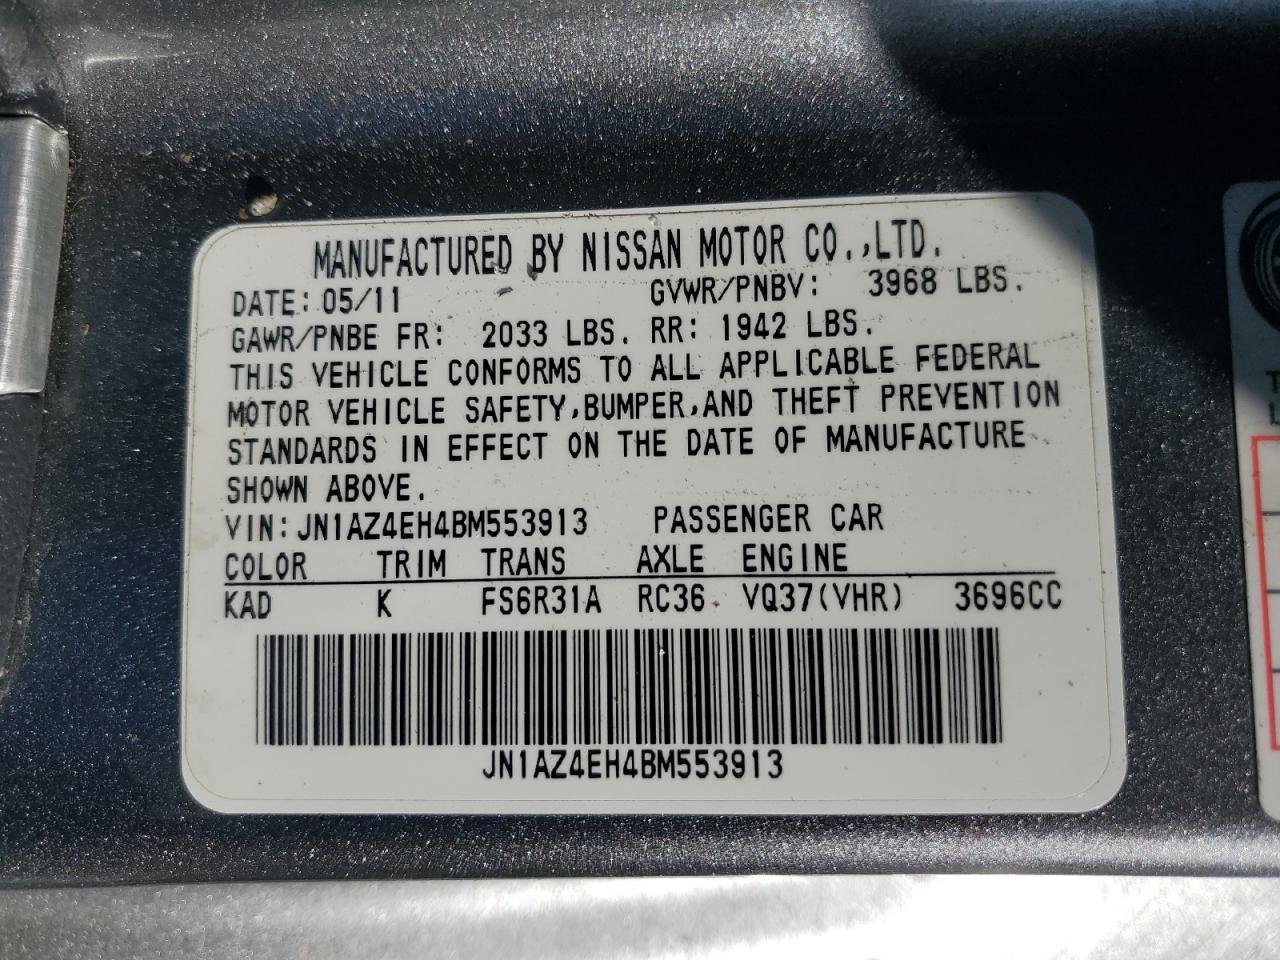 MANUFACTURED BY NISSAN MOTOR CO.,LTD.
DATE: 05/11 GVWR/PNBV: 3968 LBS.
GAWR/PNBE FR: 2033 LBS. RR: 1942 LBS.
THIS VEHICLE CONFORMS TO ALL APPLICABLE FEDERAL
MOTOR VEHICLE SAFETY,BUMPER,AND THEFT PREVENTION
STANDARDS IN EFFECT ON THE DATE OF MANUFACTURE
SHOWN ABOVE.
VIN:JN1AZ4EH4BM553913 PASSENGER CAR
COLOR TRIM TRANS AXLE ENGINE
KAD K FS6R31A RC36 VQ37(VHR) 3696CC
JN1AZ4EH4BM553913